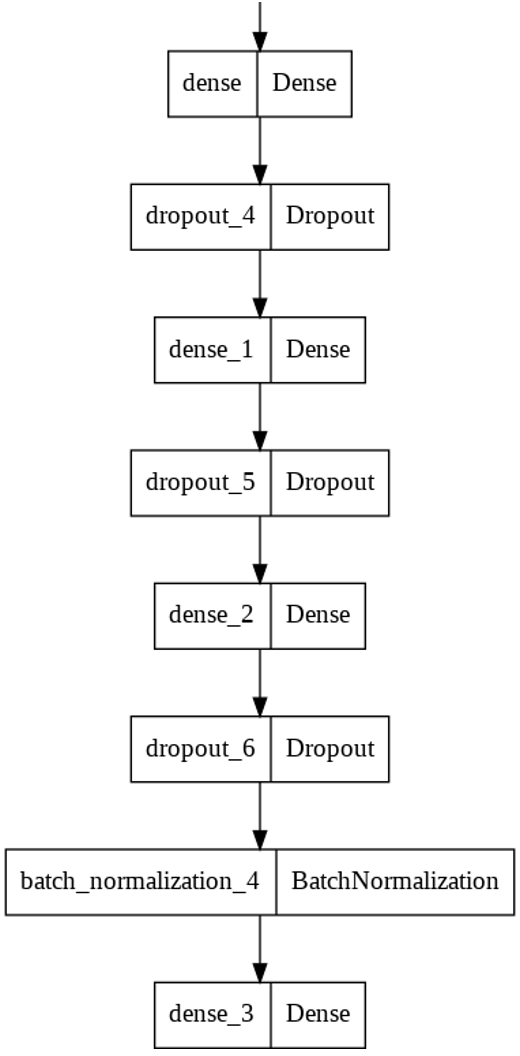 dense Dense
dropout_4 Dropout
dense_1 Dense
dropout_5 Dropout
dense_2 Dense
dropout_6 Dropout
batch_normalization_4 BatchNormalization
dense_3 Dense